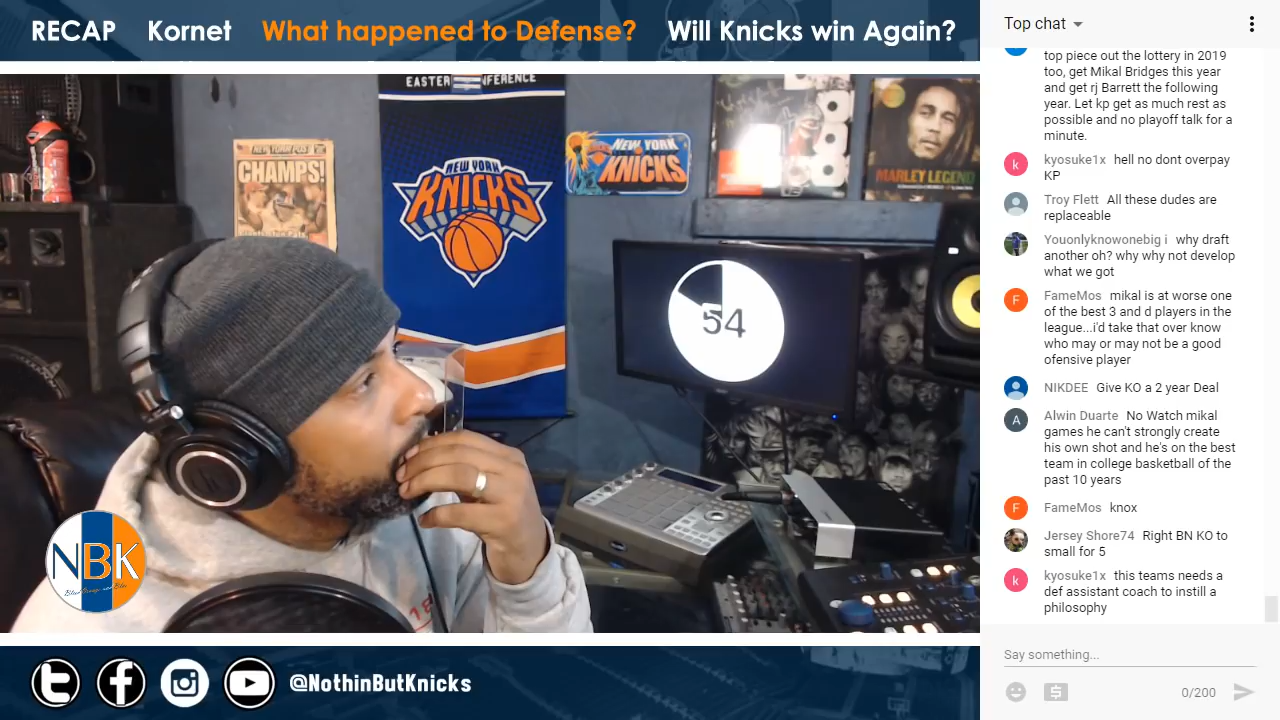 RECAP Kornet What happened to Defense? Will Knicks win Again?
EASTER NFERENCE
NEW YORK POST
CHAMPS!
NEW YORK
KNICKS
NEW YORK
KNICKS
MARLEY LEGEND
54
NBK
@NothinButKnicks
Top chat
top piece out the lottery in 2019
too, get Mikal Bridges this year
and get rj Barrett the following
year. Let kp get as much rest as
possible and no playoff talk for a
minute.
k
kyosuke1x hell no dont overpay
KP
Troy Flett All these dudes are
replaceable
Youonlyknowonebig i why draft
another oh? why why not develop
what we got
F
FameMos mikal is at worse one
of the best 3 and d players in the
league...i'd take that over know
who may or may not be a good
ofensive player
NIKDEE Give KO a 2 year Deal
A
Alwin Duarte No Watch mikal
games he can't strongly create
his own shot and he's on the best
team in college basketball of the
past 10 years
F
FameMos knox
Jersey Shore74 Right BN KO to
small for 5
k
kyosuke1x this teams needs a
def assistant coach to instill a
philosophy
Say something...
0/200